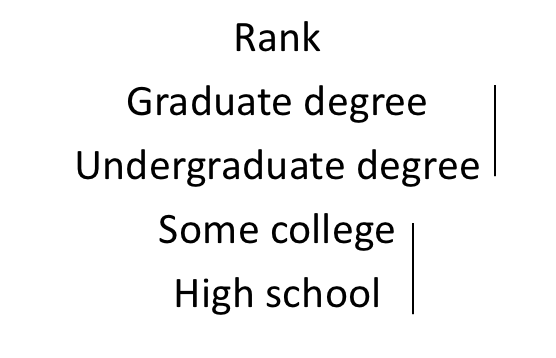 Rank
Graduate degree
Undergraduate degree
Some college
High school